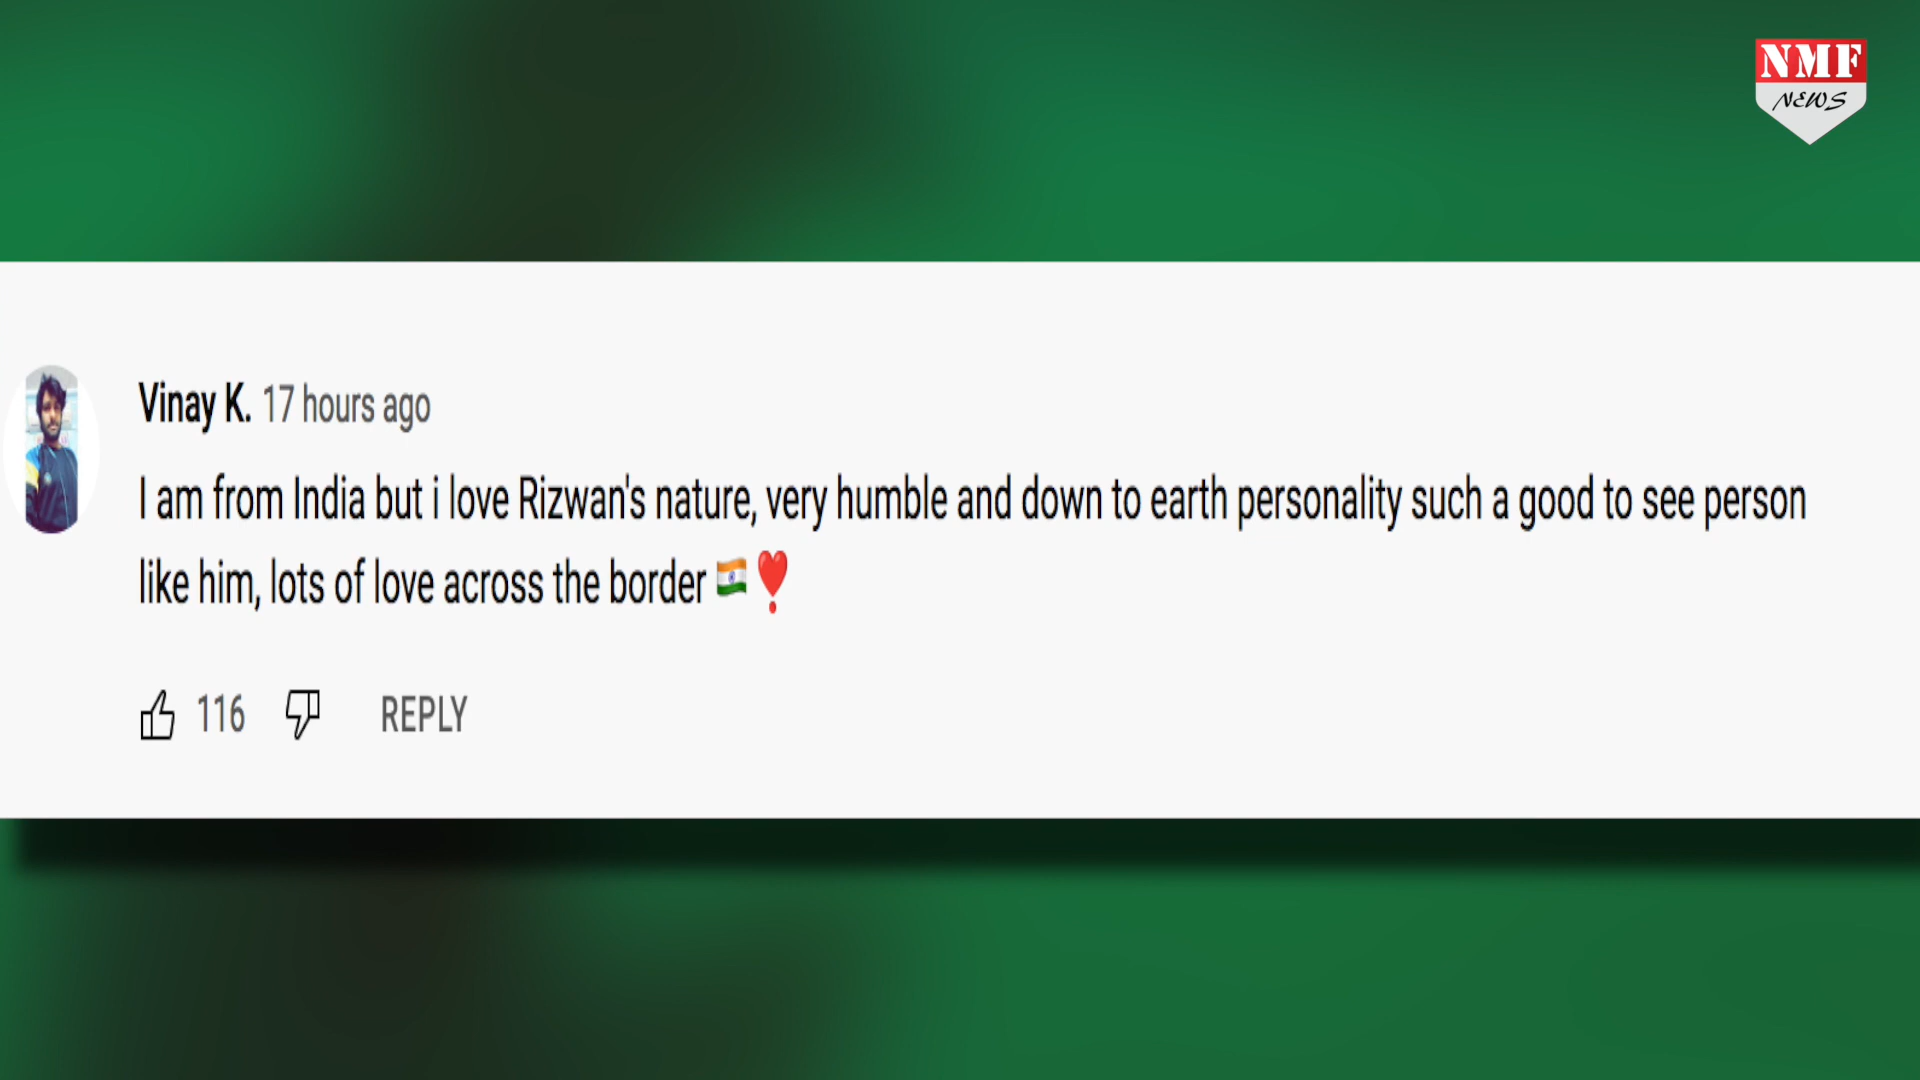 NMF
NEWS
Vinay K. 17 hours ago
I am from India but i love Rizwan's nature, very humble and down to earth personality such a good to see person
like him, lots of love across the border 🇮🇳❣️
116 REPLY